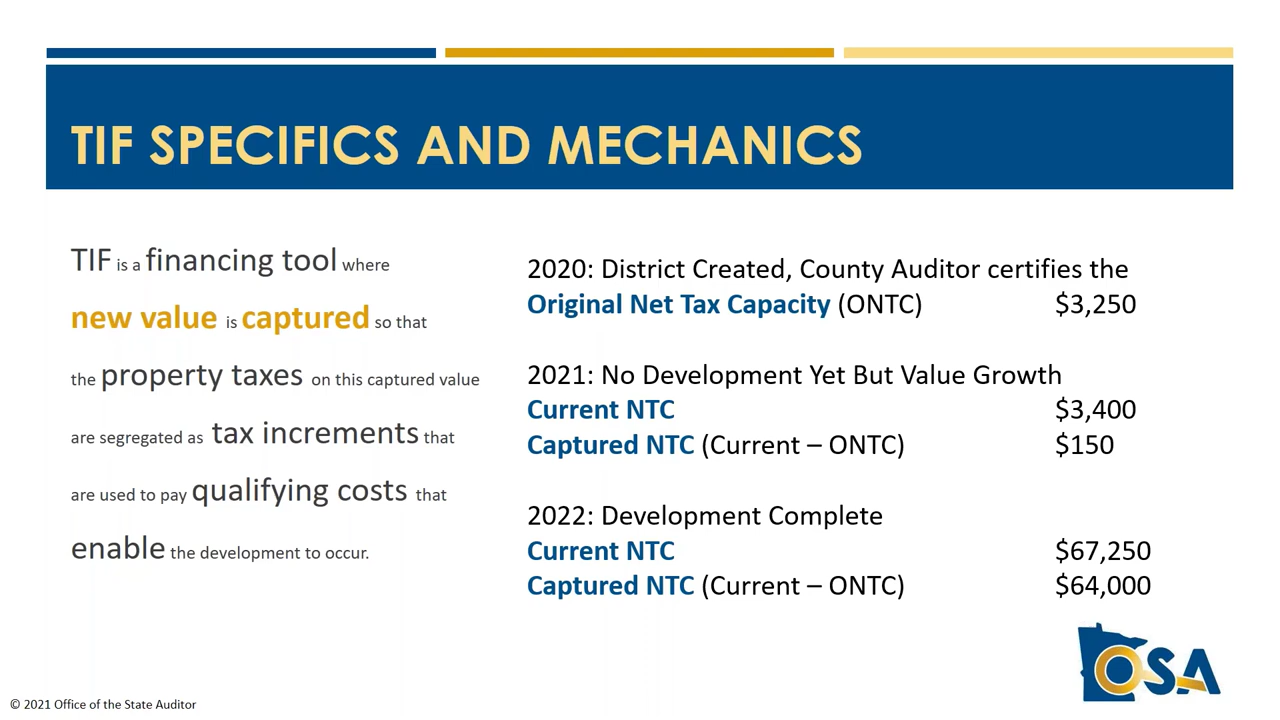 TIF SPECIFICS AND MECHANICS
TIF is a financing tool where
new value is captured so that
the property taxes on this captured value
are segregated as tax increments that
are used to pay qualifying costs that
enable the development to occur.
2020: District Created, County Auditor certifies the
Original Net Tax Capacity (ONTC) $3,250
2021: No Development Yet But Value Growth
Current NTC $3,400
Captured NTC (Current – ONTC) $150
2022: Development Complete
Current NTC $67,250
Captured NTC (Current – ONTC) $64,000
OSA
© 2021 Office of the State Auditor